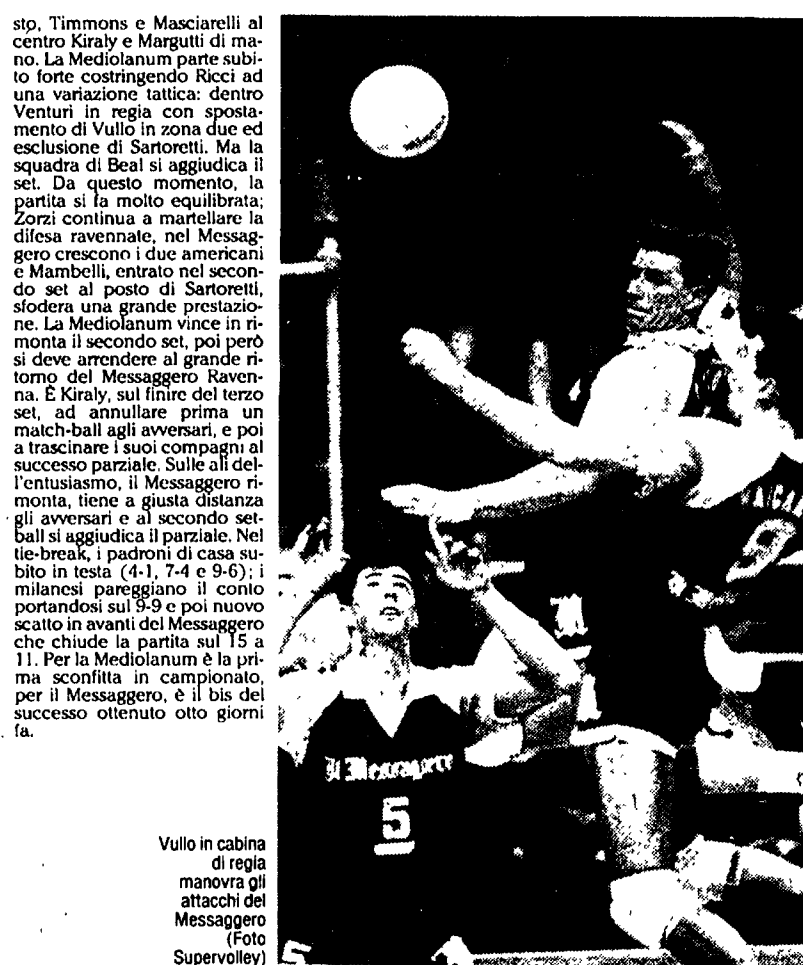 sto, Timmons e Masciarelli al
centro Kiraly e Margutti di ma-
no. La Mediolanum parte subi-
to forte costringendo Ricci ad
una variazione tattica: dentro
Venturi in regia con sposta-
mento di Vullo in zona due ed
esclusione di Sartoretti. Ma la
squadra di Beal si aggiudica il
set. Da questo momento, la
partita si fa molto equilibrata;
Zorzi continua a martellare la
difesa ravennate, nel Messag-
gero crescono i due americani
e Mambelli, entrato nel secon-
do set al posto di Sartoretti,
sfodera una grande prestazio-
ne. La Mediolanum vince in ri-
monta il secondo set, poi però
si deve arrendere al grande ri-
torno del Messaggero Raven-
na. È Kiraly, sul finire del terzo
set, ad annullare prima un
match-ball agli avversari, e poi
a trascinare i suoi compagni al
successo parziale. Sulle ali del-
l'entusiasmo, il Messaggero ri-
monta, tiene a giusta distanza
gli avversari e al secondo set-
ball si aggiudica il parziale. Nel
tie-break, i padroni di casa su-
bito in testa (4-1, 7-4 e 9-6); i
milanesi pareggiano il conto
portandosi sul 9-9 e poi nuovo
scatto in avanti del Messaggero
che chiude la partita sul 15 a
11. Per la Mediolanum è la pri-
ma sconfitta in campionato,
per il Messaggero, è il bis del
successo ottenuto otto giorni
fa.
Vullo in cabina
di regia
manovra gli
attacchi del
Messaggero
(Foto
Supervolley)
Il Messaggero
5